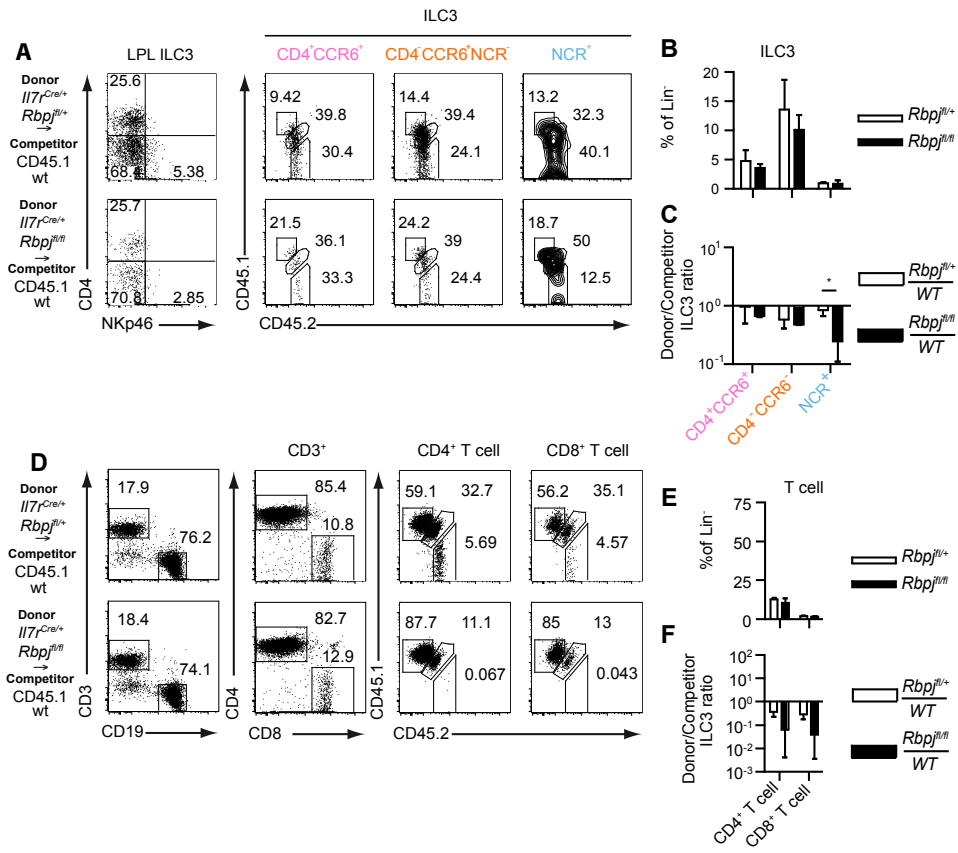 A
ILC3
LPL ILC3
CD4⁺CCR6⁺
CD4⁻CCR6⁺NCR⁻
NCR⁺
Donor
Il7r^Cre/+
Rbpj^fl/+
→
Competitor
CD45.1
wt
25.6
68.4
5.38
9.42
39.8
30.4
14.4
39.4
24.1
13.2
32.3
40.1
Donor
Il7r^Cre/+
Rbpj^fl/fl
→
Competitor
CD45.1
wt
25.7
70.8
2.85
21.5
36.1
33.3
24.2
39
24.4
18.7
50
12.5
CD4
NKp46
CD45.1
CD45.2
B
ILC3
% of Lin⁻
20
15
10
5
0
Rbpj^fl/+
Rbpj^fl/fl
C
Donor/Competitor
ILC3 ratio
10¹
10⁰
10⁻¹
*
CD4⁺CCR6⁺
CD4⁻CCR6⁻
NCR⁺
Rbpj^fl/+
WT
Rbpj^fl/fl
WT
D
CD3⁺
CD4⁺ T cell
CD8⁺ T cell
Donor
Il7r^Cre/+
Rbpj^fl/+
→
Competitor
CD45.1
wt
17.9
76.2
85.4
10.8
59.1
32.7
5.69
56.2
35.1
4.57
Donor
Il7r^Cre/+
Rbpj^fl/fl
→
Competitor
CD45.1
wt
18.4
74.1
82.7
12.9
87.7
11.1
0.067
85
13
0.043
CD3
CD19
CD4
CD8
CD45.1
CD45.2
E
T cell
%of Lin⁻
75
50
25
0
Rbpj^fl/+
Rbpj^fl/fl
F
Donor/Competitor
ILC3 ratio
10²
10¹
10⁰
10⁻¹
10⁻²
10⁻³
CD4⁺ T cell
CD8⁺ T cell
Rbpj^fl/+
WT
Rbpj^fl/fl
WT